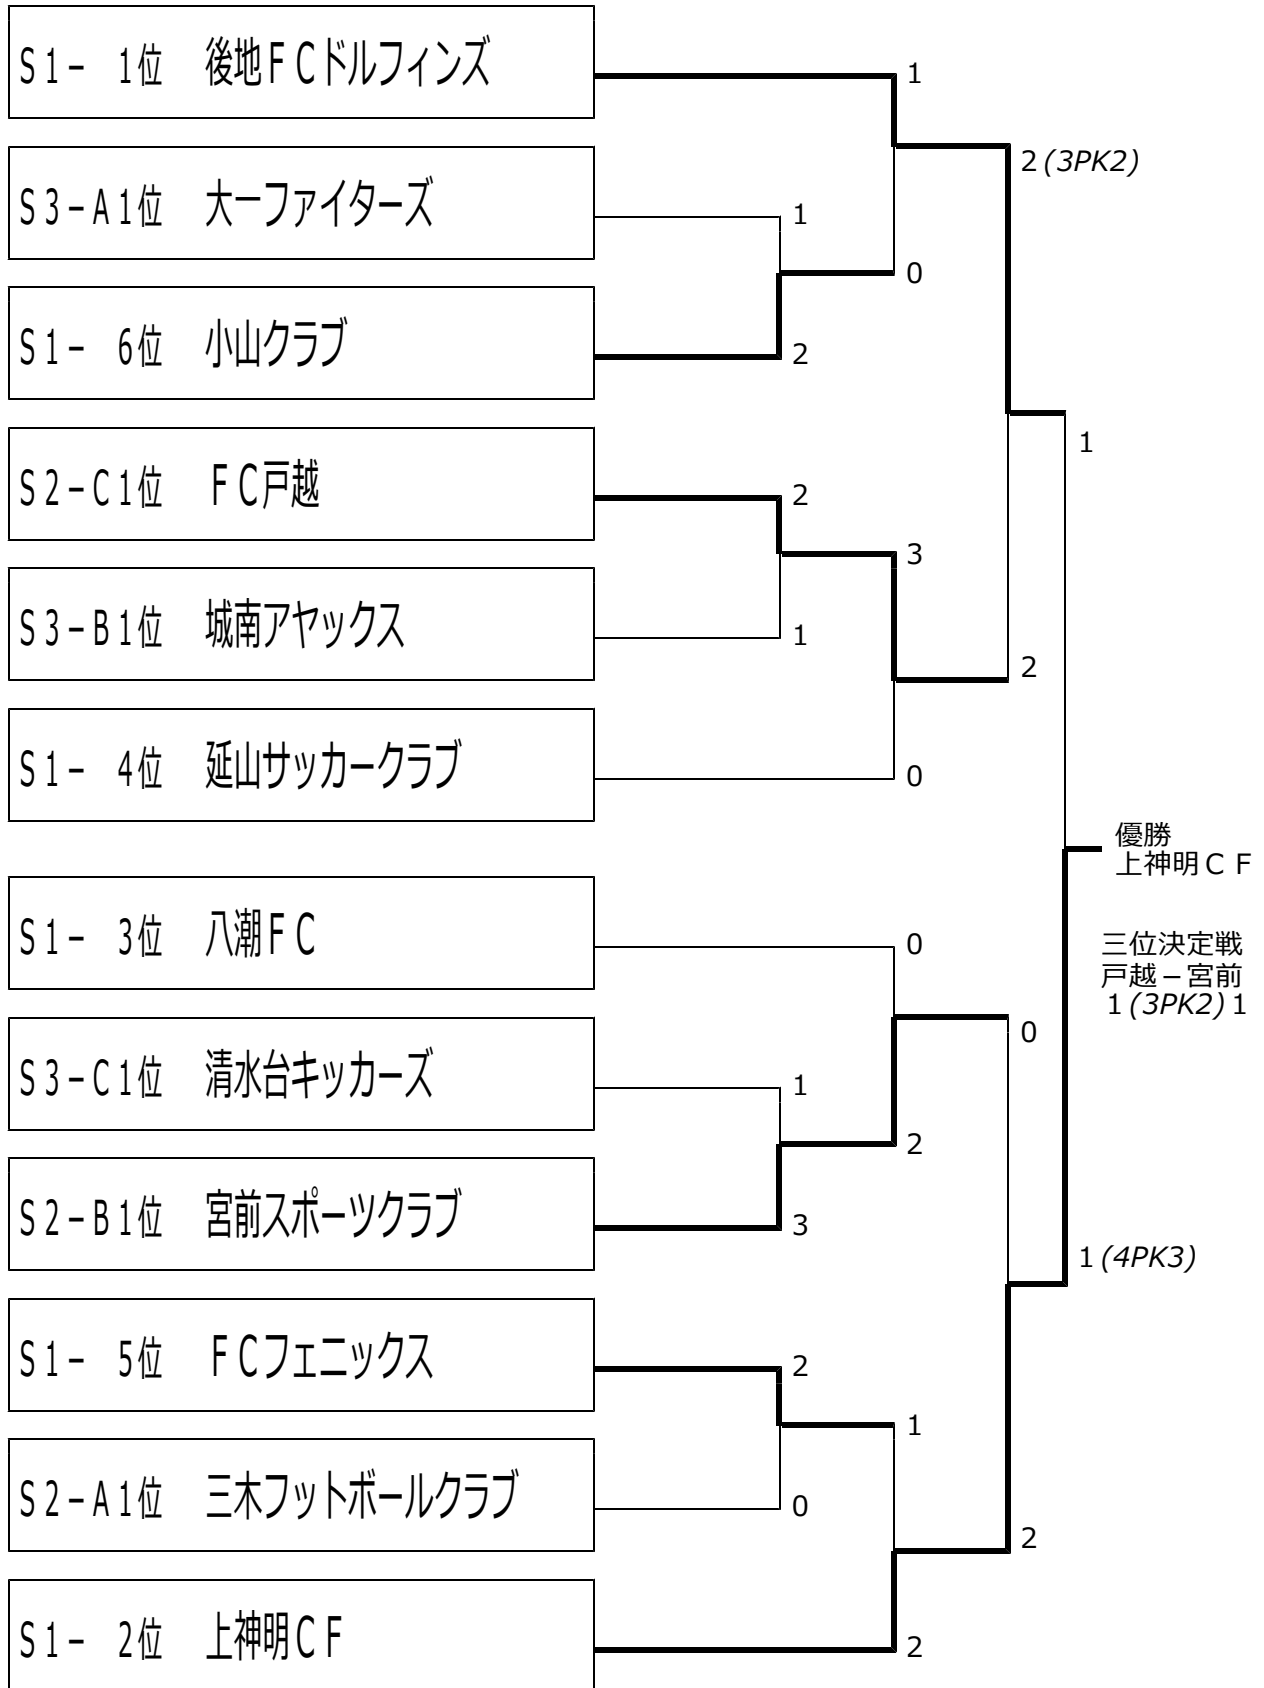 S1- 1位 後地FCドルフィンズ
1
2(3PK2)
S3-A1位 大一ファイターズ
1
0
S1- 6位 小山クラブ
2
1
S2-C1位 FC戸越
2
3
S3-B1位 城南アヤックス
1
2
S1- 4位 延山サッカークラブ
0
優勝
上神明CF
S1- 3位 八潮FC
0
三位決定戦
戸越-宮前
1(3PK2)1
0
S3-C1位 清水台キッカーズ
1
2
S2-B1位 宮前スポーツクラブ
3
1(4PK3)
S1- 5位 FCフェニックス
2
1
S2-A1位 三木フットボールクラブ
0
2
S1- 2位 上神明CF
2